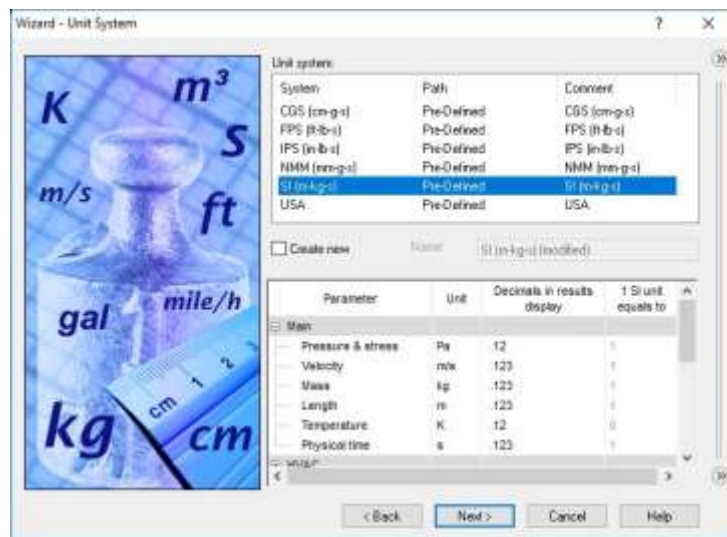 Wizard - Unit System
?
K
m³
S
m/s
ft
gal
mile/h
cm 1 2 3
kg
cm
Unit system:
System Path Comment
CGS (cm-g-s) Pre-Defined CGS (cm-g-s)
FPS (ft-lb-s) Pre-Defined FPS (ft-lb-s)
IPS (in-lb-s) Pre-Defined IPS (in-lb-s)
NMM (mm-g-s) Pre-Defined NMM (mm-g-s)
SI (m-kg-s) Pre-Defined SI (m-kg-s)
USA Pre-Defined USA
Create new Name: SI (m-kg-s) (modified)
Parameter Unit Decimals in results display 1 SI unit equals to
Main
Pressure & stress Pa .12 1
Velocity m/s .123 1
Mass kg .123 1
Length m .123 1
Temperature K .12 0
Physical time s .123 1
< Back Next > Cancel Help